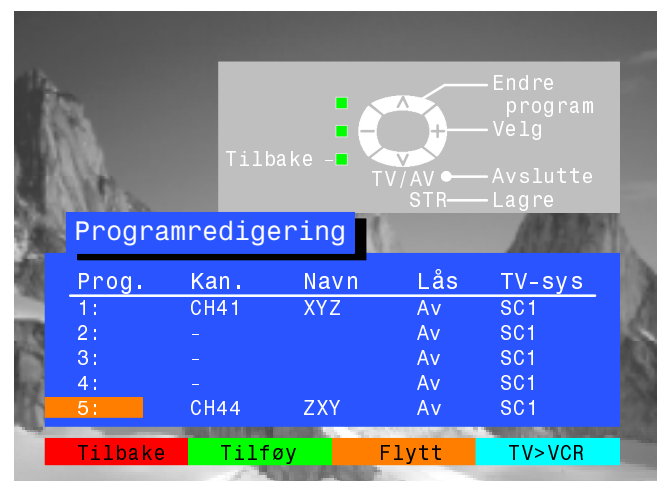 Endre
program
Velg
Tilbake
TV/AV Avslutte
STR Lagre
Programredigering
Prog. Kan. Navn Lås TV-sys
1: CH41 XYZ Av SC1
2: - Av SC1
3: - Av SC1
4: - Av SC1
5: CH44 ZXY Av SC1
Tilbake Tilføy Flytt TV>VCR